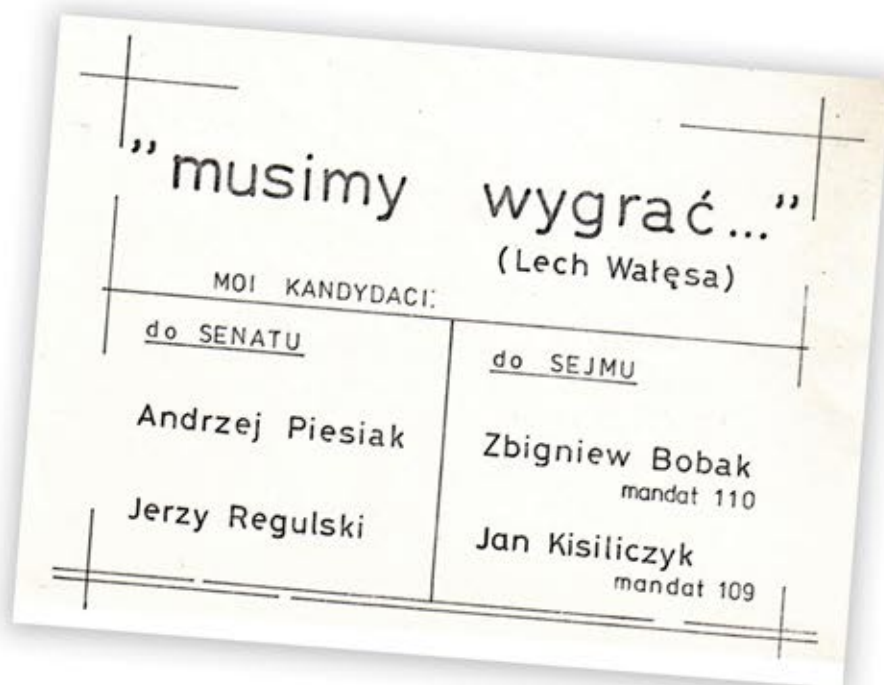 „musimy wygrać..."
(Lech Wałęsa)
MOI KANDYDACI:
do SENATU
Andrzej Piesiak
Jerzy Regulski
do SEJMU
Zbigniew Bobak
mandat 110
Jan Kisiliczyk
mandat 109